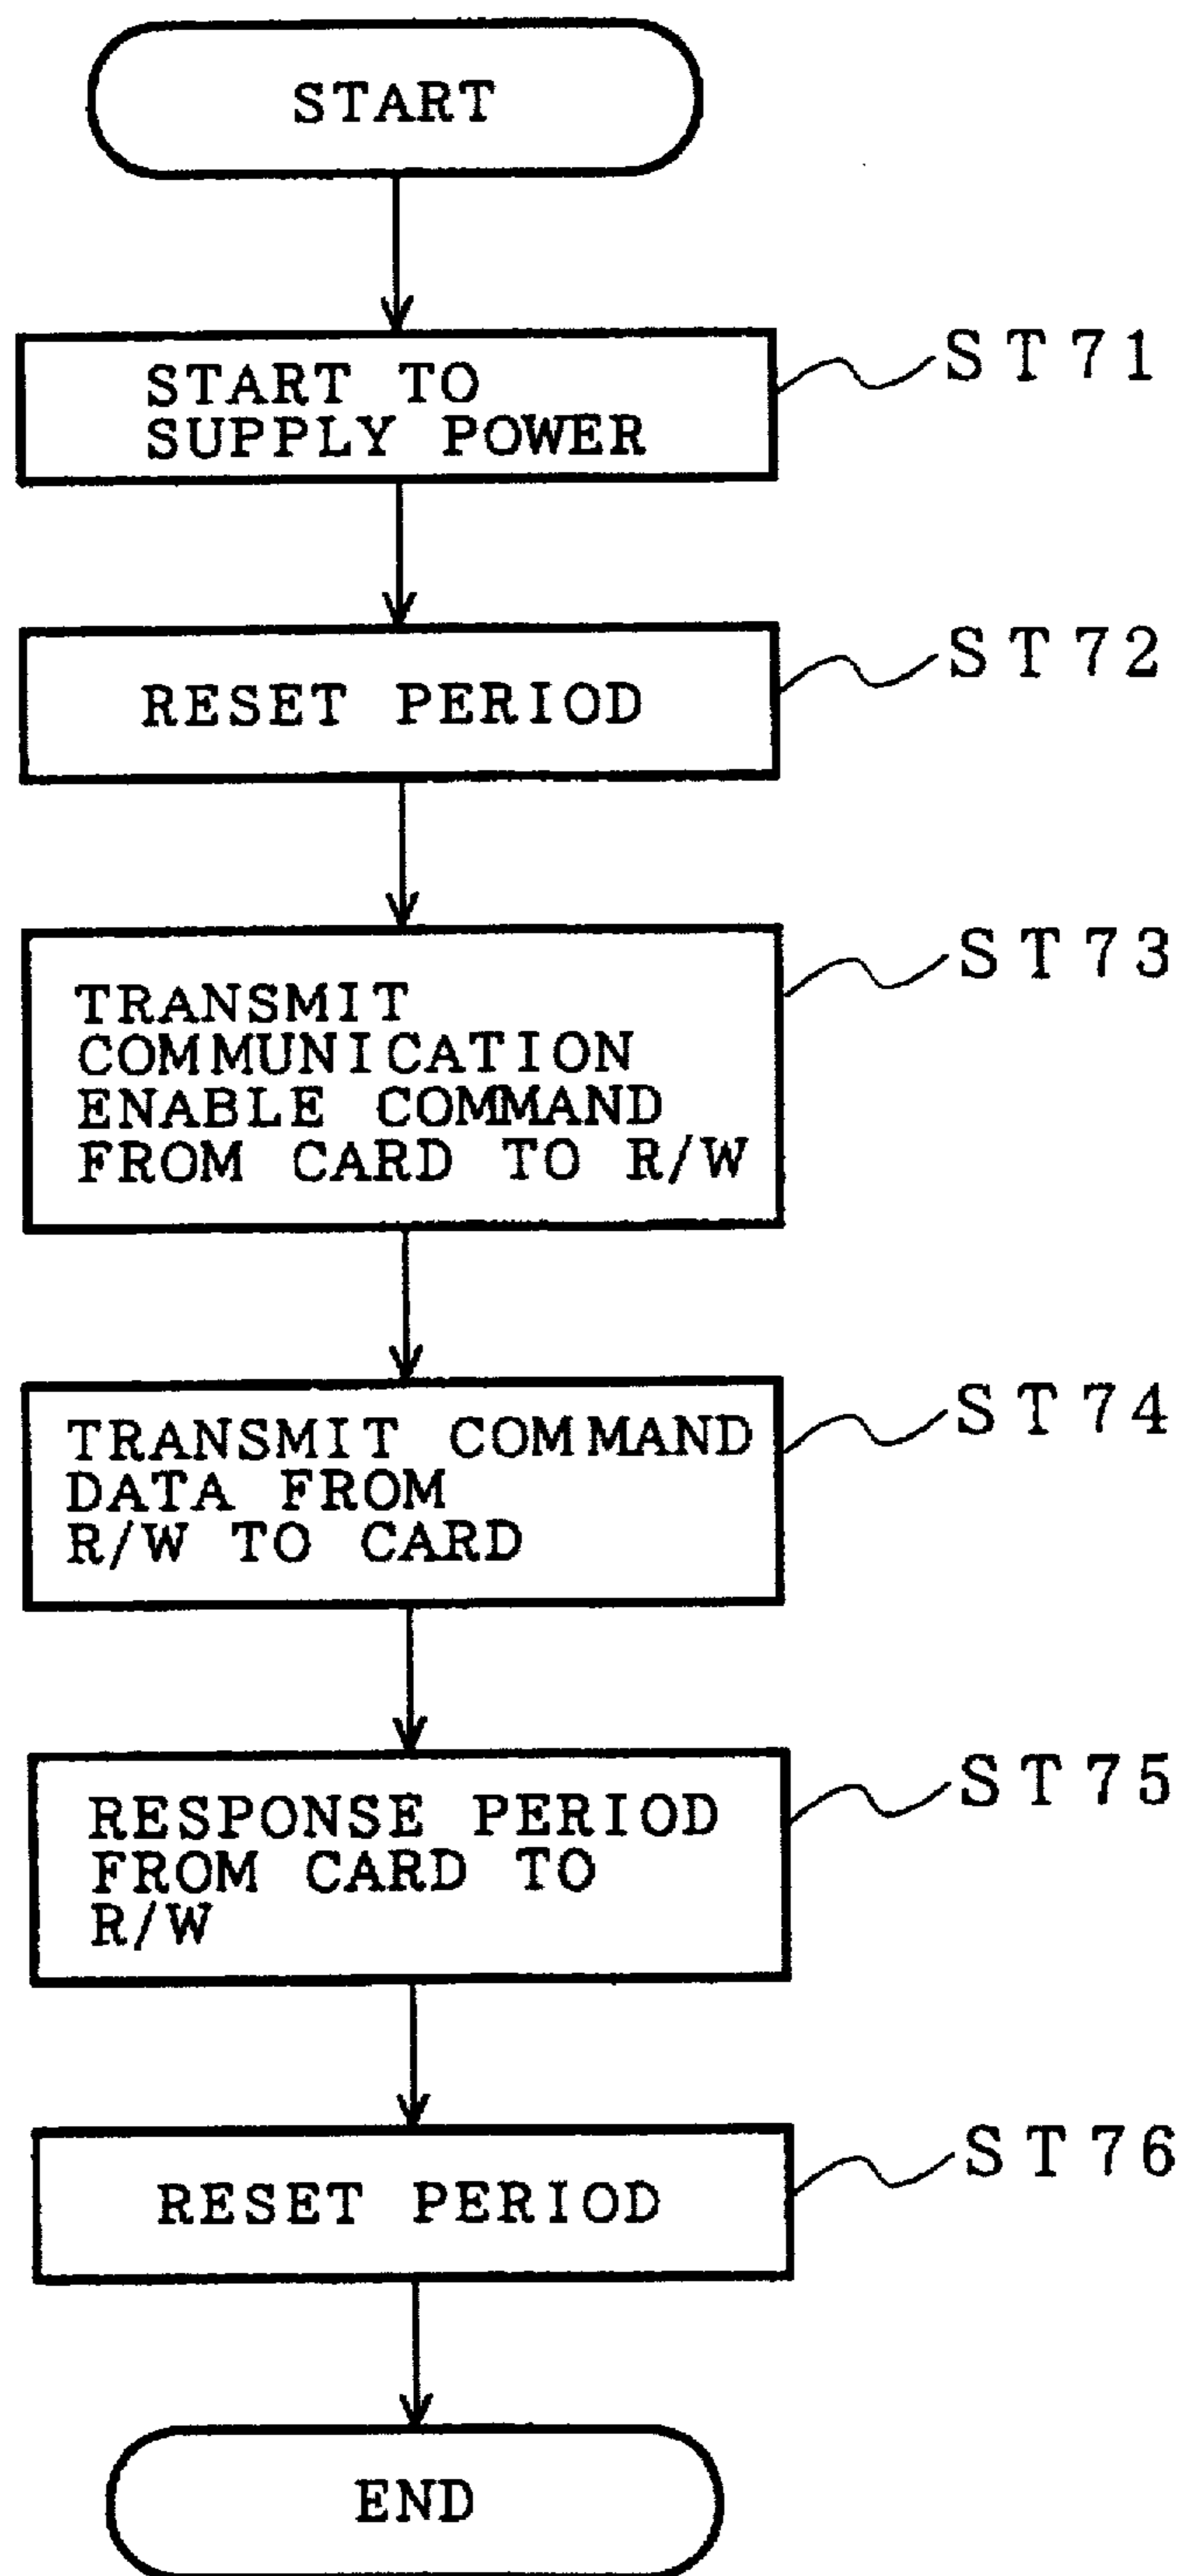 START
START TO
SUPPLY POWER
ST71
RESET PERIOD
ST72
TRANSMIT
COMMUNICATION
ENABLE COMMAND
FROM CARD TO R/W
ST73
TRANSMIT COMMAND
DATA FROM
R/W TO CARD
ST74
RESPONSE PERIOD
FROM CARD TO
R/W
ST75
RESET PERIOD
ST76
END